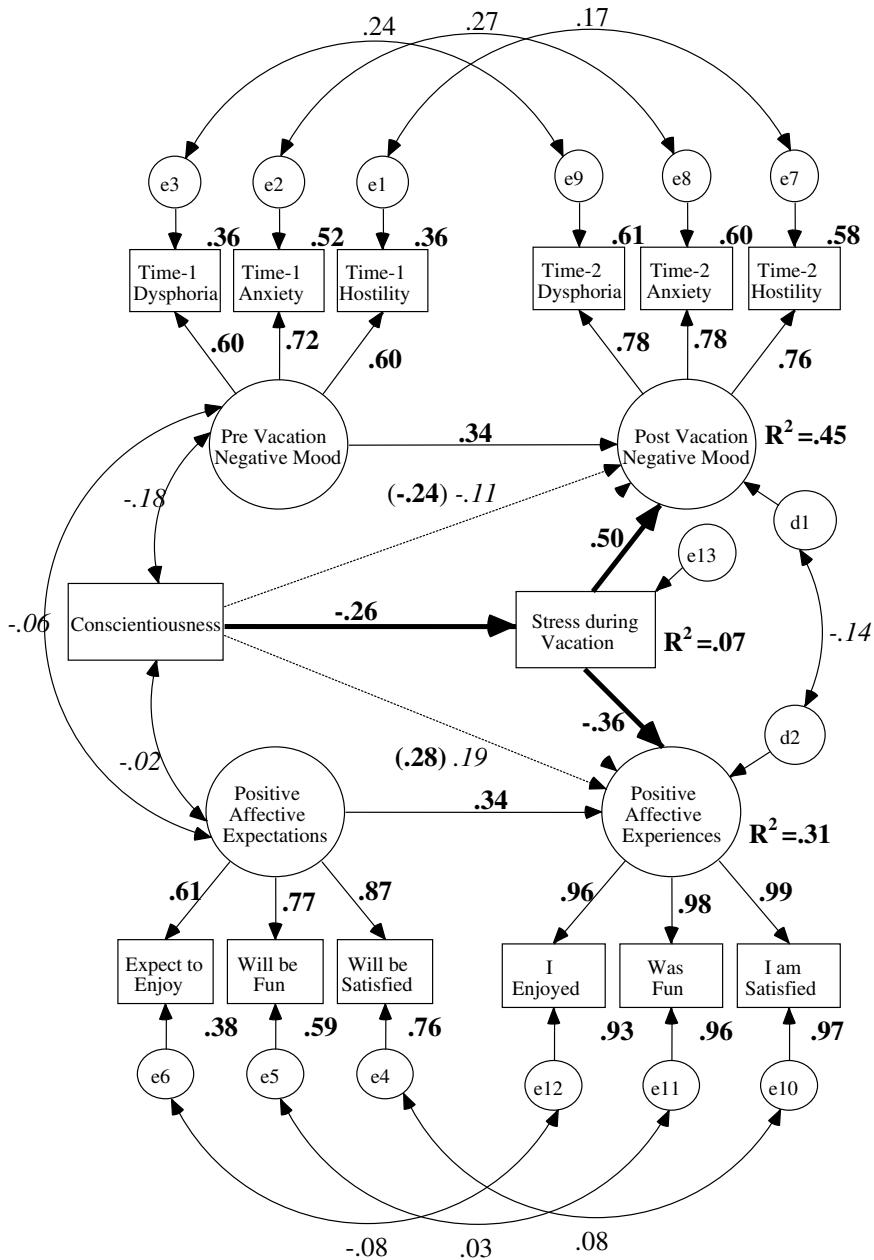 .24
.27
.17
e3
e2
e1
e9
e8
e7
.36
.52
.36
.61
.60
.58
Time-1
Dysphoria
Time-1
Anxiety
Time-1
Hostility
Time-2
Dysphoria
Time-2
Anxiety
Time-2
Hostility
.60
.72
.60
.78
.78
.76
Pre Vacation
Negative Mood
.34
Post Vacation
Negative Mood
R² =.45
-.18
(-.24) -.11
.50
d1
e13
-.06
Conscientiousness
-.26
Stress during
Vacation
R² =.07
-.14
-.36
d2
-.02
(.28) .19
Positive
Affective
Expectations
.34
Positive
Affective
Experiences
R² =.31
.61
.77
.87
.96
.98
.99
Expect to
Enjoy
Will be
Fun
Will be
Satisfied
I
Enjoyed
Was
Fun
I am
Satisfied
.38
.59
.76
.93
.96
.97
e6
e5
e4
e12
e11
e10
-.08
.03
.08